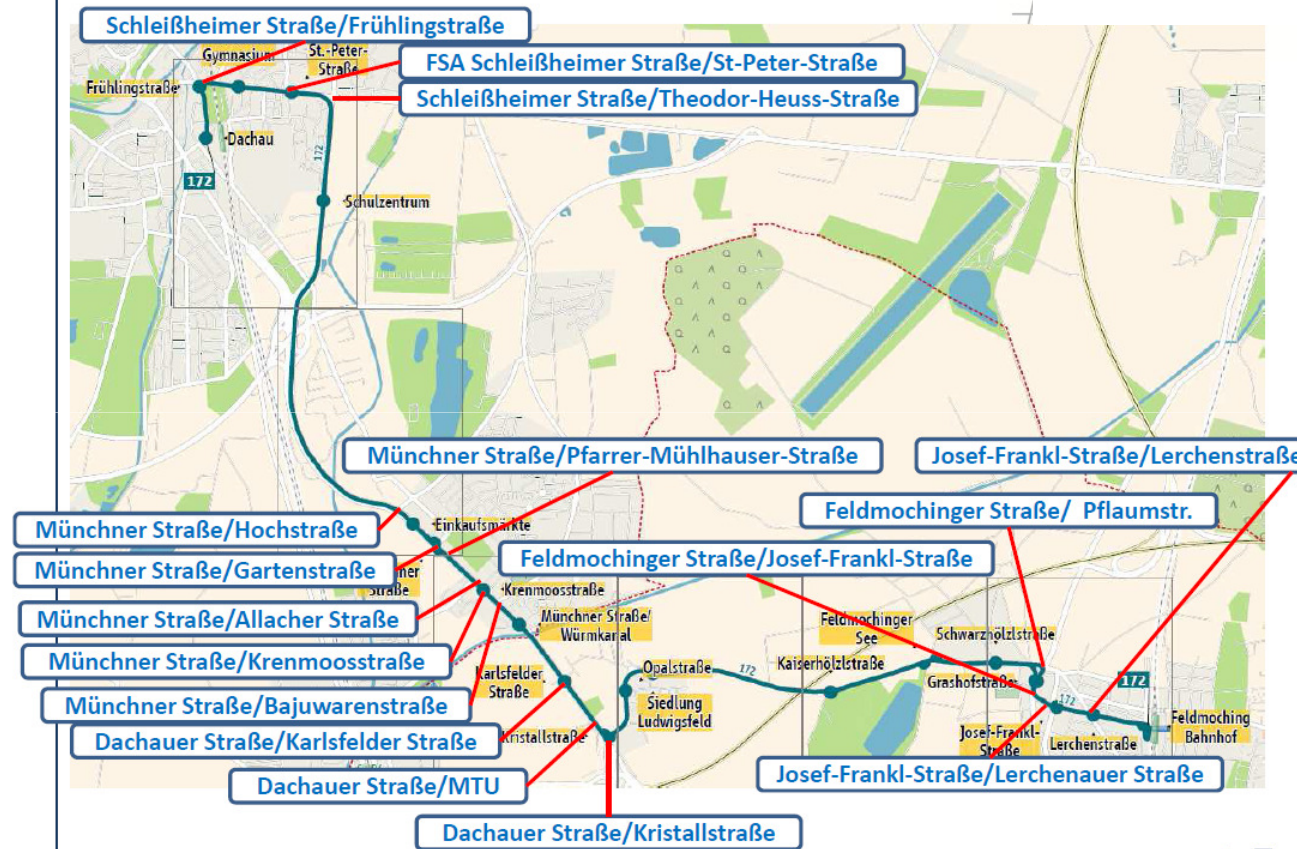 Schleißheimer Straße/Frühlingstraße
Gymnasium
St.-Peter-
Straße
FSA Schleißheimer Straße/St-Peter-Straße
Frühlingstraße
Schleißheimer Straße/Theodor-Heuss-Straße
Dachau
172
172
Schulzentrum
Münchner Straße/Pfarrer-Mühlhauser-Straße
Josef-Frankl-Straße/Lerchenstraße
Feldmochinger Straße/ Pflaumstr.
Münchner Straße/Hochstraße
Einkaufsmärkte
Münchner Straße/Gartenstraße
Feldmochinger Straße/Josef-Frankl-Straße
Straße
Krenmoosstraße
Münchner Straße/Allacher Straße
Münchner Straße/
Würmkanal
Feldmochinger
See
Schwarzhölzlstraße
Münchner Straße/Krenmoosstraße
Karlsfelder
Straße
Opalstraße
172
Kaiserhölzlstraße
Grashofstraße
172
172
Münchner Straße/Bajuwarenstraße
Siedlung
Ludwigsfeld
Feldmoching
Bahnhof
Dachauer Straße/Karlsfelder Straße
Kristallstraße
Josef-Frankl-
Straße
Lerchenstraße
Dachauer Straße/MTU
Josef-Frankl-Straße/Lerchenauer Straße
Dachauer Straße/Kristallstraße